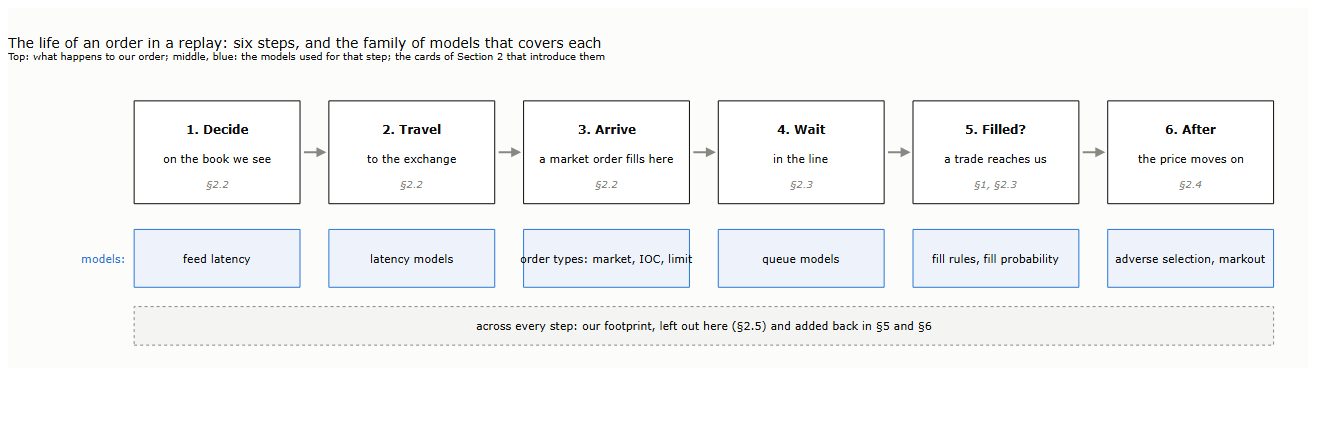 The life of an order in a replay: six steps, and the family of models that covers each
Top: what happens to our order; middle, blue: the models used for that step; the cards of Section 2 that introduce them
1. Decide
on the book we see
§2.2
2. Travel
to the exchange
§2.2
3. Arrive
a market order fills here
§2.2
4. Wait
in the line
§2.3
5. Filled?
a trade reaches us
§1, §2.3
6. After
the price moves on
§2.4
models:
feed latency
latency models
order types: market, IOC, limit
queue models
fill rules, fill probability
adverse selection, markout
across every step: our footprint, left out here (§2.5) and added back in §5 and §6